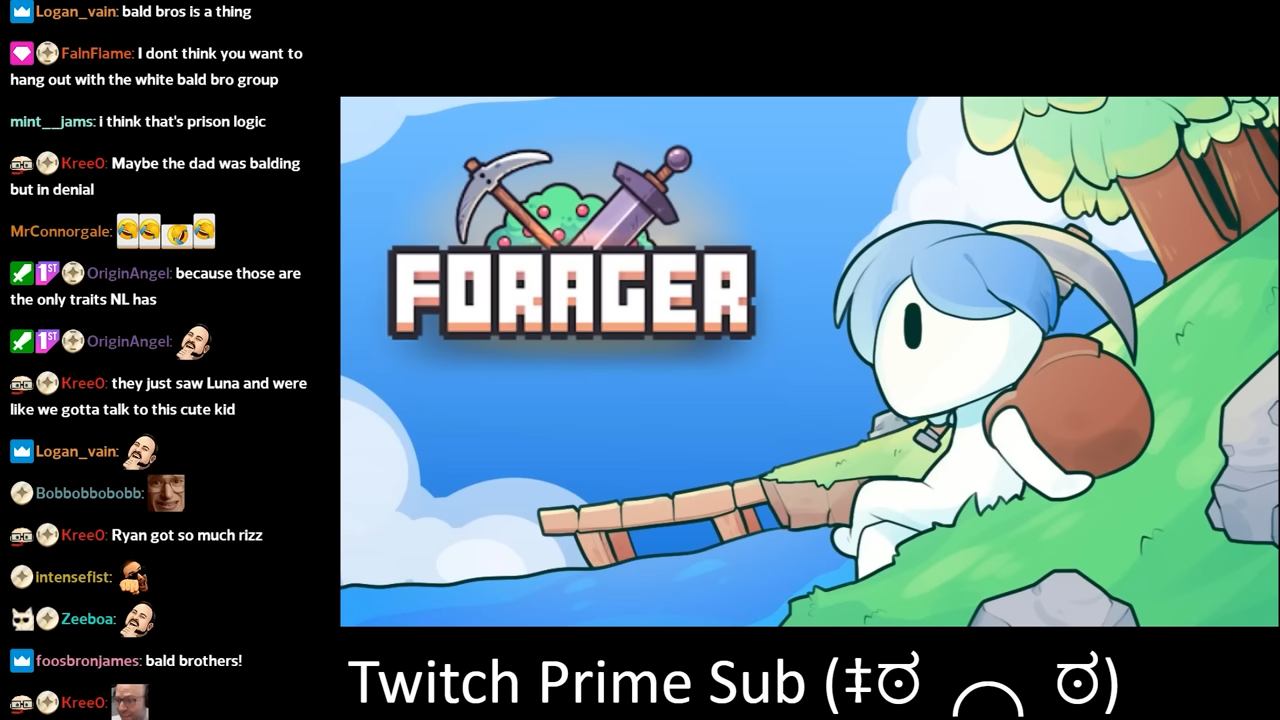 Logan_vain: bald bros is a thing
FalnFlame: I dont think you want to
hang out with the white bald bro group
mint__jams: i think that's prison logic
Kree0: Maybe the dad was balding
but in denial
MrConnorgale:
1ST OriginAngel: because those are
the only traits NL has
1ST OriginAngel:
Kree0: they just saw Luna and were
like we gotta talk to this cute kid
Logan_vain:
Bobbobbobobb:
Kree0: Ryan got so much rizz
intensefist:
Zeeboa:
foosbronjames: bald brothers!
Kree0:
FORAGER
Twitch Prime Sub (‡ಠ ︵ ಠ)